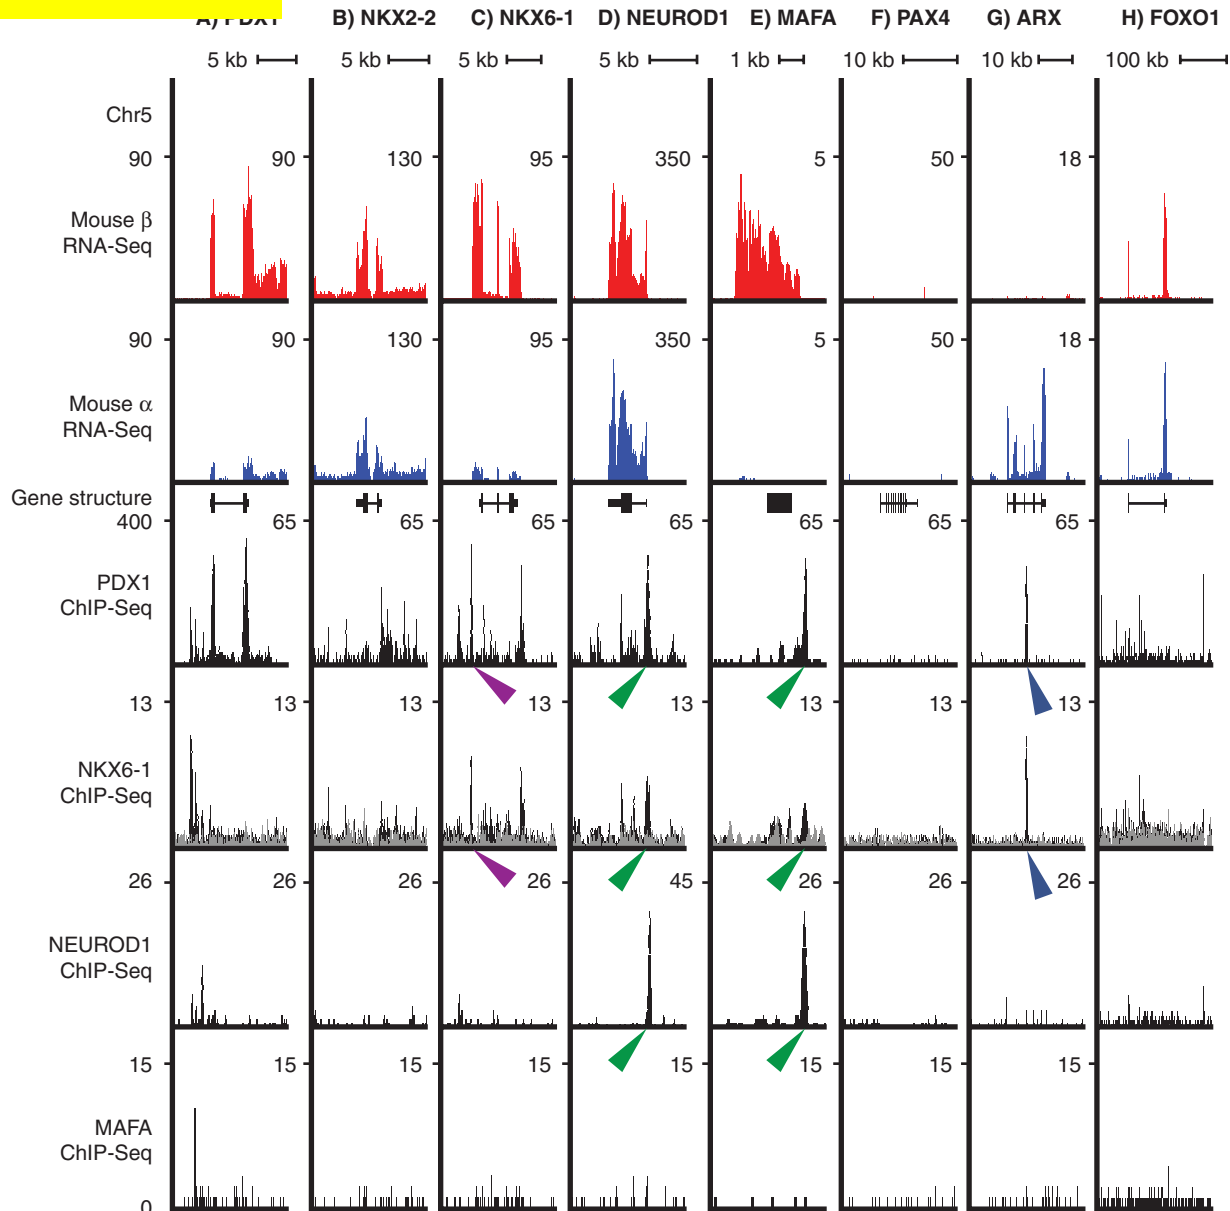 A) PDX1 B) NKX2-2 C) NKX6-1 D) NEUROD1 E) MAFA F) PAX4 G) ARX H) FOXO1
5 kb 5 kb 5 kb 5 kb 1 kb 10 kb 10 kb 100 kb
Chr5
90 90 130 95 350 5 50 18
Mouse β
RNA-Seq
90 90 130 95 350 5 50 18
Mouse α
RNA-Seq
Gene structure
400 65 65 65 65 65 65 65
PDX1
ChIP-Seq
13 13 13 13 13 13 13 13
NKX6-1
ChIP-Seq
26 26 26 26 45 26 26 26
NEUROD1
ChIP-Seq
15 15 15 15 15 15 15 15
MAFA
ChIP-Seq
0